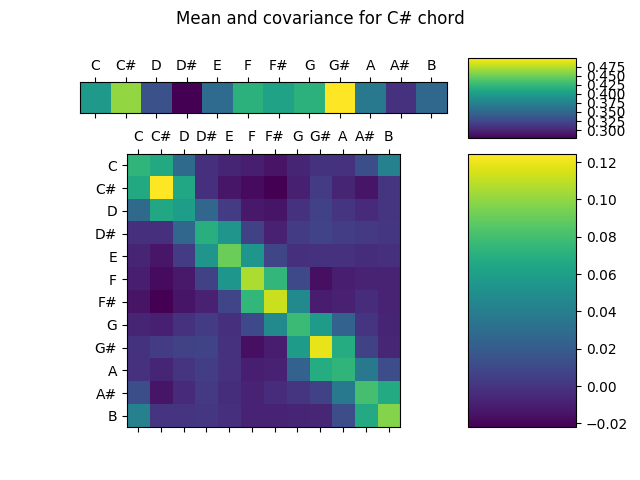 Mean and covariance for C# chord
C C# D D# E F F# G G# A A# B
0.475
0.450
0.425
0.400
0.375
0.350
0.325
0.300
C C# D D# E F F# G G# A A# B
C
C#
D
D#
E
F
F#
G
G#
A
A#
B
0.12
0.10
0.08
0.06
0.04
0.02
0.00
−0.02